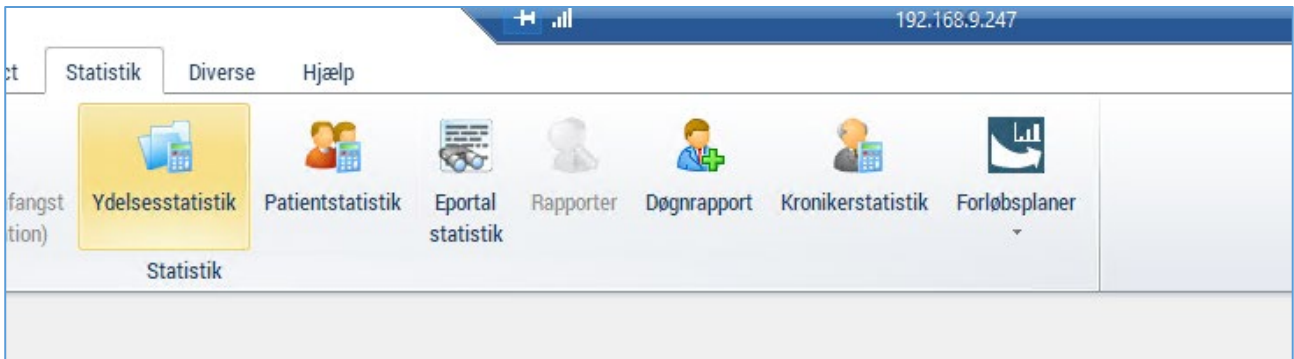 192.168.9.247
ct Statistik Diverse Hjælp
fangst Ydelsesstatistik Patientstatistik Eportal Rapporter Døgnrapport Kronikerstatistik Forløbsplaner
tion) statistik
Statistik